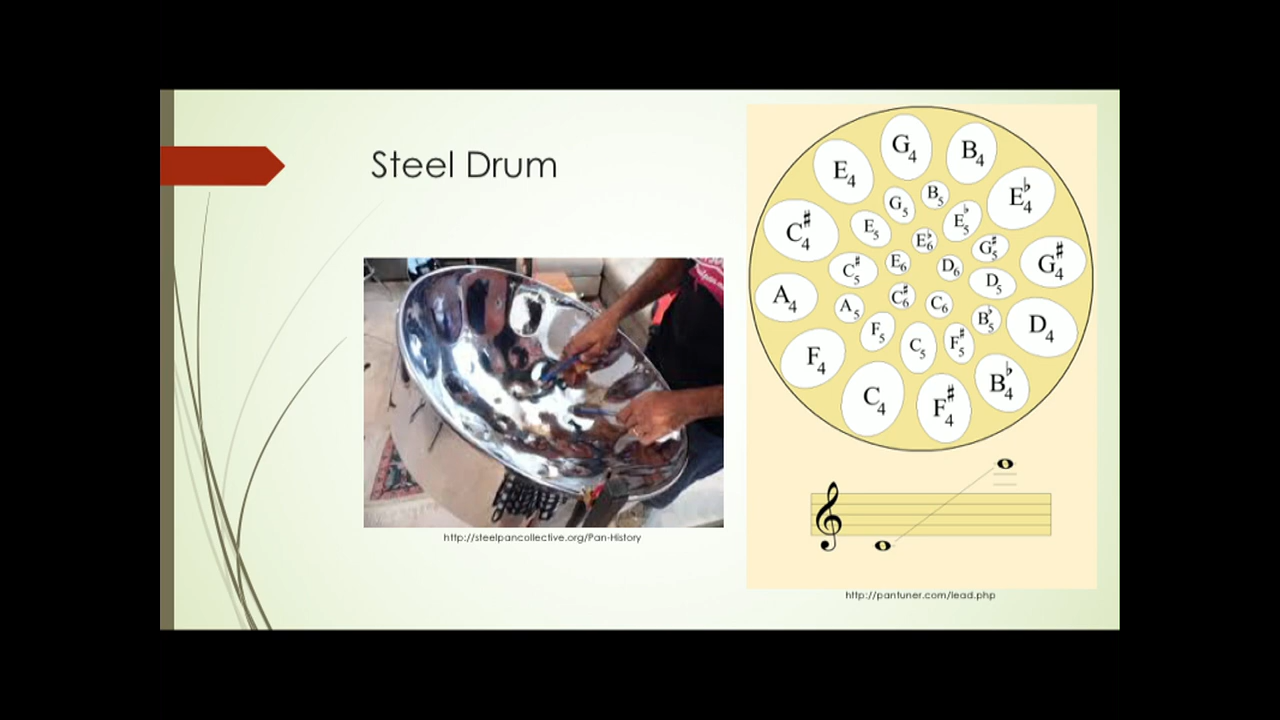 Steel Drum
G4
B4
E4
E♭4
C♯4
G♯4
A4
D4
F4
B♭4
C4
F♯4
B5
G5
E♭5
E5
G♯5
C♯5
D5
A5
B♭5
F5
F♯5
C5
E♭6
E6
D6
C♯6
C6
http://steelpancollective.org/Pan-History
http://pantuner.com/lead.php